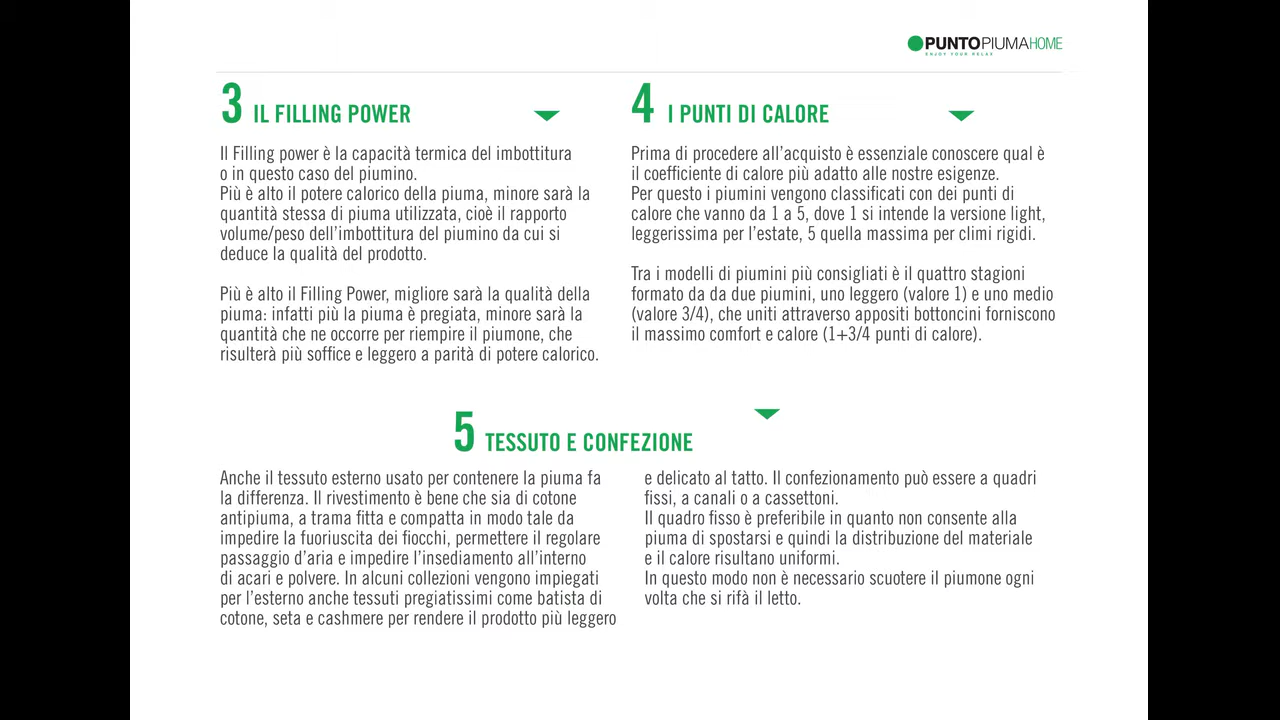 PUNTOPIUMAHOME
ENJOY YOUR RELAX
3 IL FILLING POWER
Il Filling power è la capacità termica del imbottitura
o in questo caso del piumino.
Più è alto il potere calorico della piuma, minore sarà la
quantità stessa di piuma utilizzata, cioè il rapporto
volume/peso dell’imbottitura del piumino da cui si
deduce la qualità del prodotto.
Più è alto il Filling Power, migliore sarà la qualità della
piuma: infatti più la piuma è pregiata, minore sarà la
quantità che ne occorre per riempire il piumone, che
risulterà più soffice e leggero a parità di potere calorico.
4 I PUNTI DI CALORE
Prima di procedere all’acquisto è essenziale conoscere qual è
il coefficiente di calore più adatto alle nostre esigenze.
Per questo i piumini vengono classificati con dei punti di
calore che vanno da 1 a 5, dove 1 si intende la versione light,
leggerissima per l’estate, 5 quella massima per climi rigidi.
Tra i modelli di piumini più consigliati è il quattro stagioni
formato da da due piumini, uno leggero (valore 1) e uno medio
(valore 3/4), che uniti attraverso appositi bottoncini forniscono
il massimo comfort e calore (1+3/4 punti di calore).
5 TESSUTO E CONFEZIONE
Anche il tessuto esterno usato per contenere la piuma fa
la differenza. Il rivestimento è bene che sia di cotone
antipiuma, a trama fitta e compatta in modo tale da
impedire la fuoriuscita dei fiocchi, permettere il regolare
passaggio d’aria e impedire l’insediamento all’interno
di acari e polvere. In alcuni collezioni vengono impiegati
per l’esterno anche tessuti pregiatissimi come batista di
cotone, seta e cashmere per rendere il prodotto più leggero
e delicato al tatto. Il confezionamento può essere a quadri
fissi, a canali o a cassettoni.
Il quadro fisso è preferibile in quanto non consente alla
piuma di spostarsi e quindi la distribuzione del materiale
e il calore risultano uniformi.
In questo modo non è necessario scuotere il piumone ogni
volta che si rifà il letto.